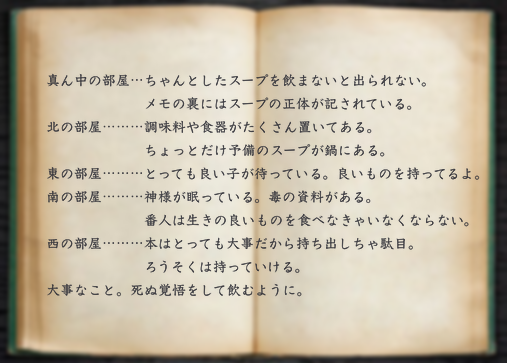 真ん中の部屋…ちゃんとしたスープを飲まないと出られない。
メモの裏にはスープの正体が記されている。
北の部屋………調味料や食器がたくさん置いてある。
ちょっとだけ予備のスープが鍋にある。
東の部屋………とっても良い子が待っている。良いものを持ってるよ。
南の部屋………神様が眠っている。毒の資料がある。
番人は生きの良いものを食べなきゃいなくならない。
西の部屋………本はとっても大事だから持ち出しちゃ駄目。
ろうそくは持っていける。
大事なこと。死ぬ覚悟をして飲むように。